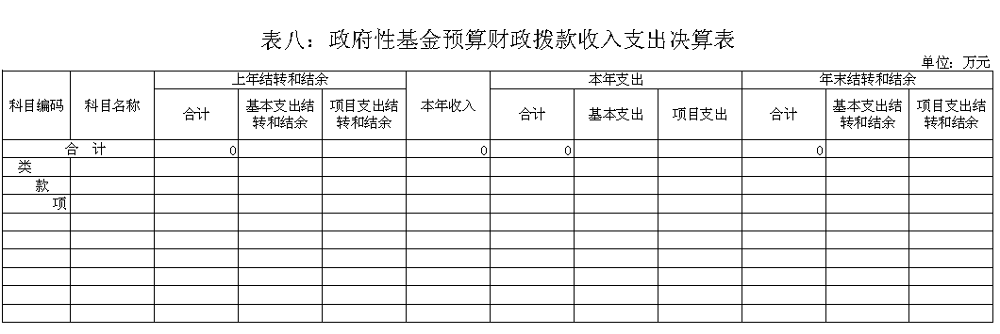 表八：政府性基金预算财政拨款收入支出决算表
单位：万元
科目编码 科目名称 上年结转和结余 本年收入 本年支出 年末结转和结余
合计 基本支出结转和结余 项目支出结转和结余 合计 基本支出 项目支出 合计 基本支出结转和结余 项目支出结转和结余
合 计 0 0 0 0
类
款
项